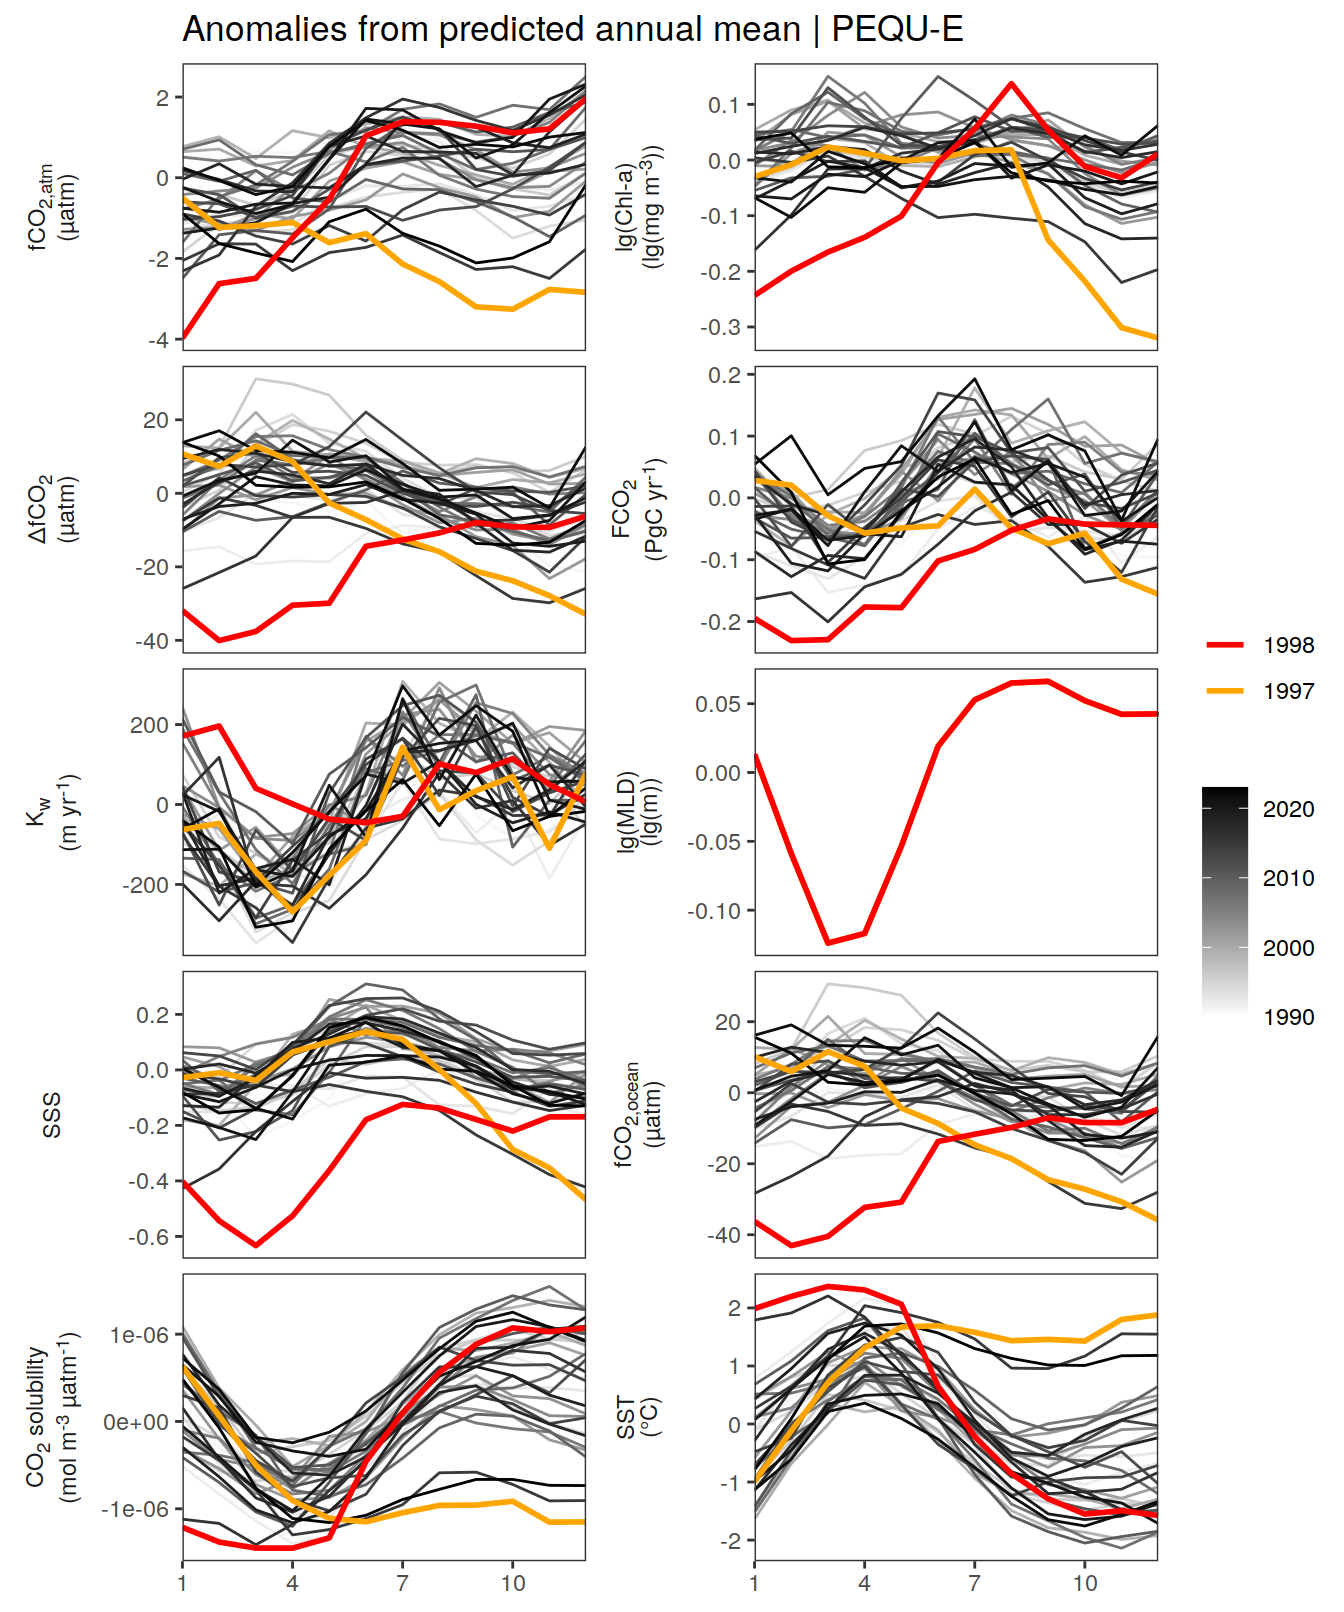 Anomalies from predicted annual mean | PEQU-E
fCO2,atm
(µatm)
2
0
-2
-4
lg(Chl-a)
(lg(mg m-3))
0.1
0.0
-0.1
-0.2
-0.3
ΔfCO2
(µatm)
20
0
-20
-40
FCO2
(PgC yr-1)
0.2
0.1
0.0
-0.1
-0.2
Kw
(m yr-1)
200
0
-200
lg(MLD)
(lg(m))
0.05
0.00
-0.05
-0.10
SSS
0.2
0.0
-0.2
-0.4
-0.6
fCO2,ocean
(µatm)
20
0
-20
-40
CO2 solubility
(mol m-3 µatm-1)
1e-06
0e+00
-1e-06
1
4
7
10
SST
(°C)
2
1
0
-1
-2
1
4
7
10
1998
1997
2020
2010
2000
1990